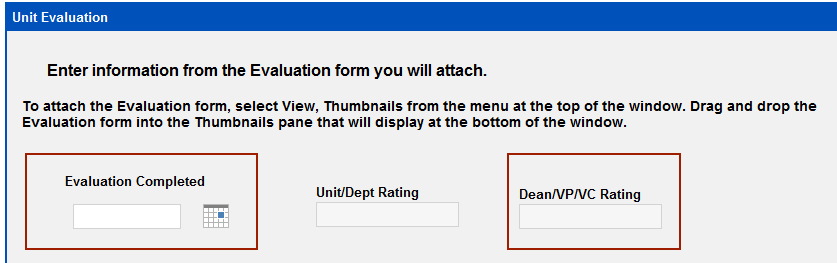 Unit Evaluation
Enter information from the Evaluation form you will attach.
To attach the Evaluation form, select View, Thumbnails from the menu at the top of the window. Drag and drop the
Evaluation form into the Thumbnails pane that will display at the bottom of the window.
Evaluation Completed
Unit/Dept Rating
Dean/VP/VC Rating